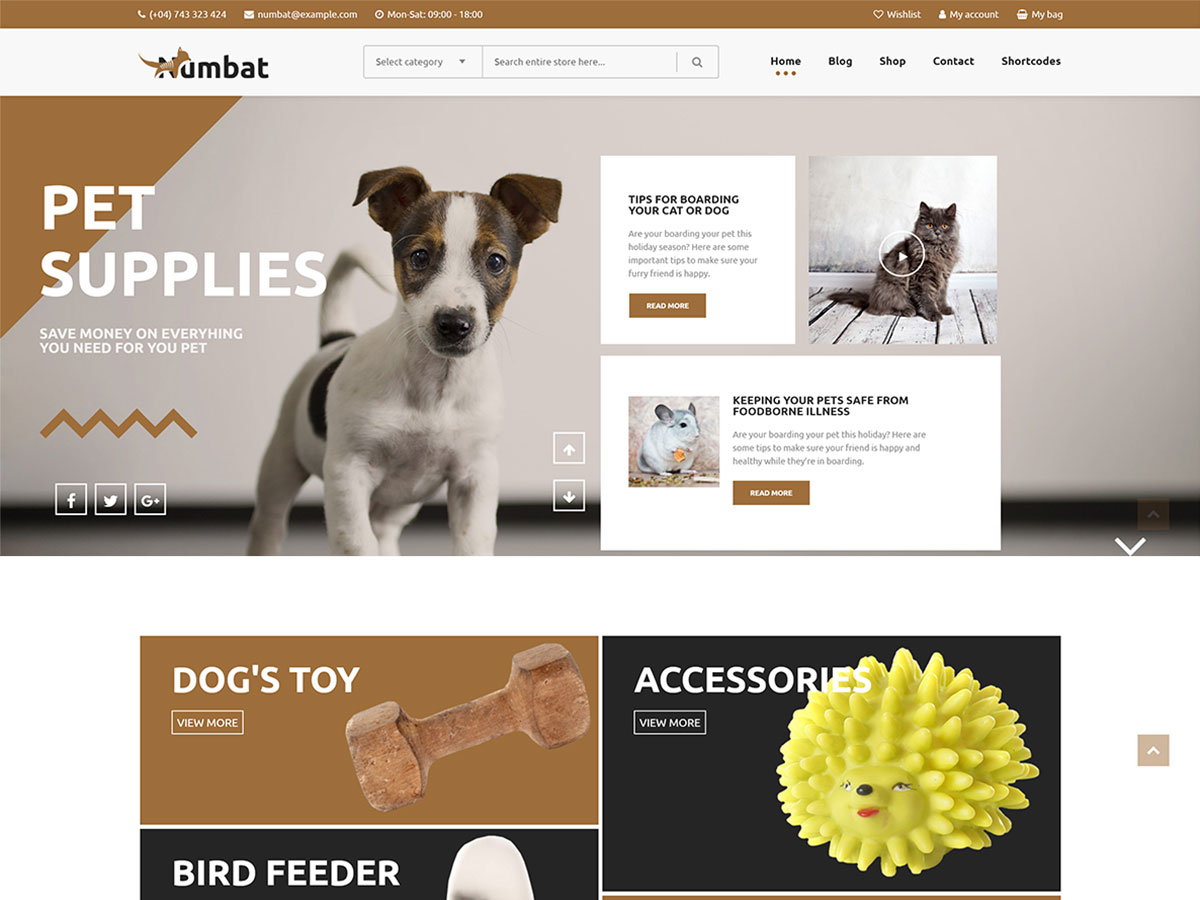 (+04) 743 323 424 numbat@example.com Mon-Sat: 09:00 - 18:00 Wishlist My account My bag
Numbat Select category Search entire store here... Home Blog Shop Contact Shortcodes
PET
SUPPLIES
SAVE MONEY ON EVERYHING
YOU NEED FOR YOU PET
TIPS FOR BOARDING
YOUR CAT OR DOG
Are your boarding your pet this
holiday season? Here are some
important tips to make sure your
furry friend is happy.
READ MORE
KEEPING YOUR PETS SAFE FROM
FOODBORNE ILLNESS
Are your boarding your pet this holiday? Here are
some tips to make sure your friend is happy and
healthy while they're in boarding.
READ MORE
DOG'S TOY
VIEW MORE
ACCESSORIES
VIEW MORE
BIRD FEEDER